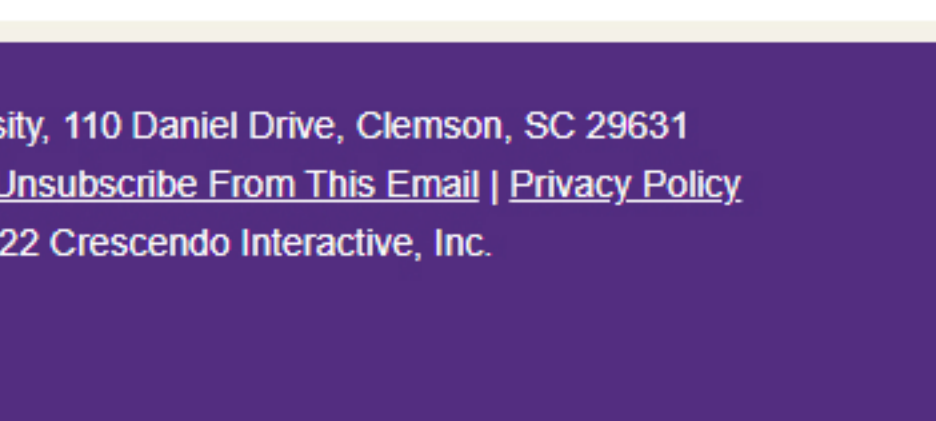 sity, 110 Daniel Drive, Clemson, SC 29631
Unsubscribe From This Email | Privacy Policy
22 Crescendo Interactive, Inc.